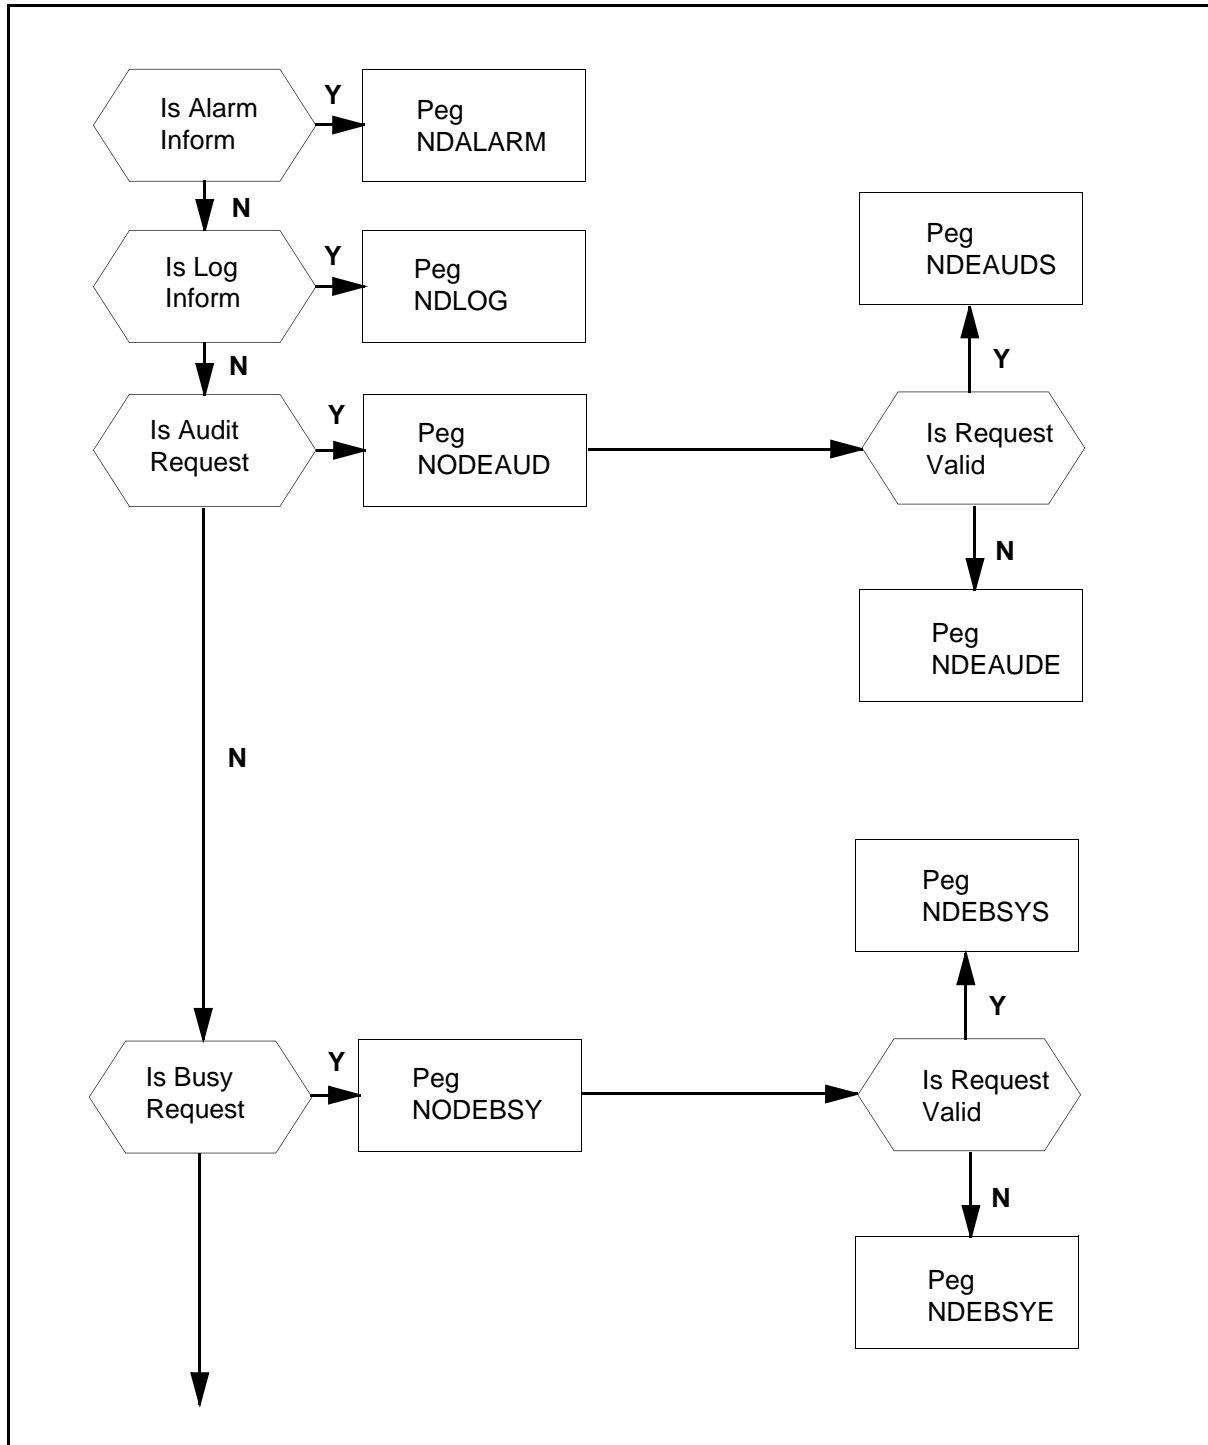 Is Alarm
Inform
Y
Peg
NDALARM
N
Is Log
Inform
Y
Peg
NDLOG
N
Peg
NDEAUDS
Y
Is Audit
Request
Y
Peg
NODEAUD
Is Request
Valid
N
Peg
NDEAUDE
N
Peg
NDEBSYS
Y
Is Busy
Request
Y
Peg
NODEBSY
Is Request
Valid
N
Peg
NDEBSYE